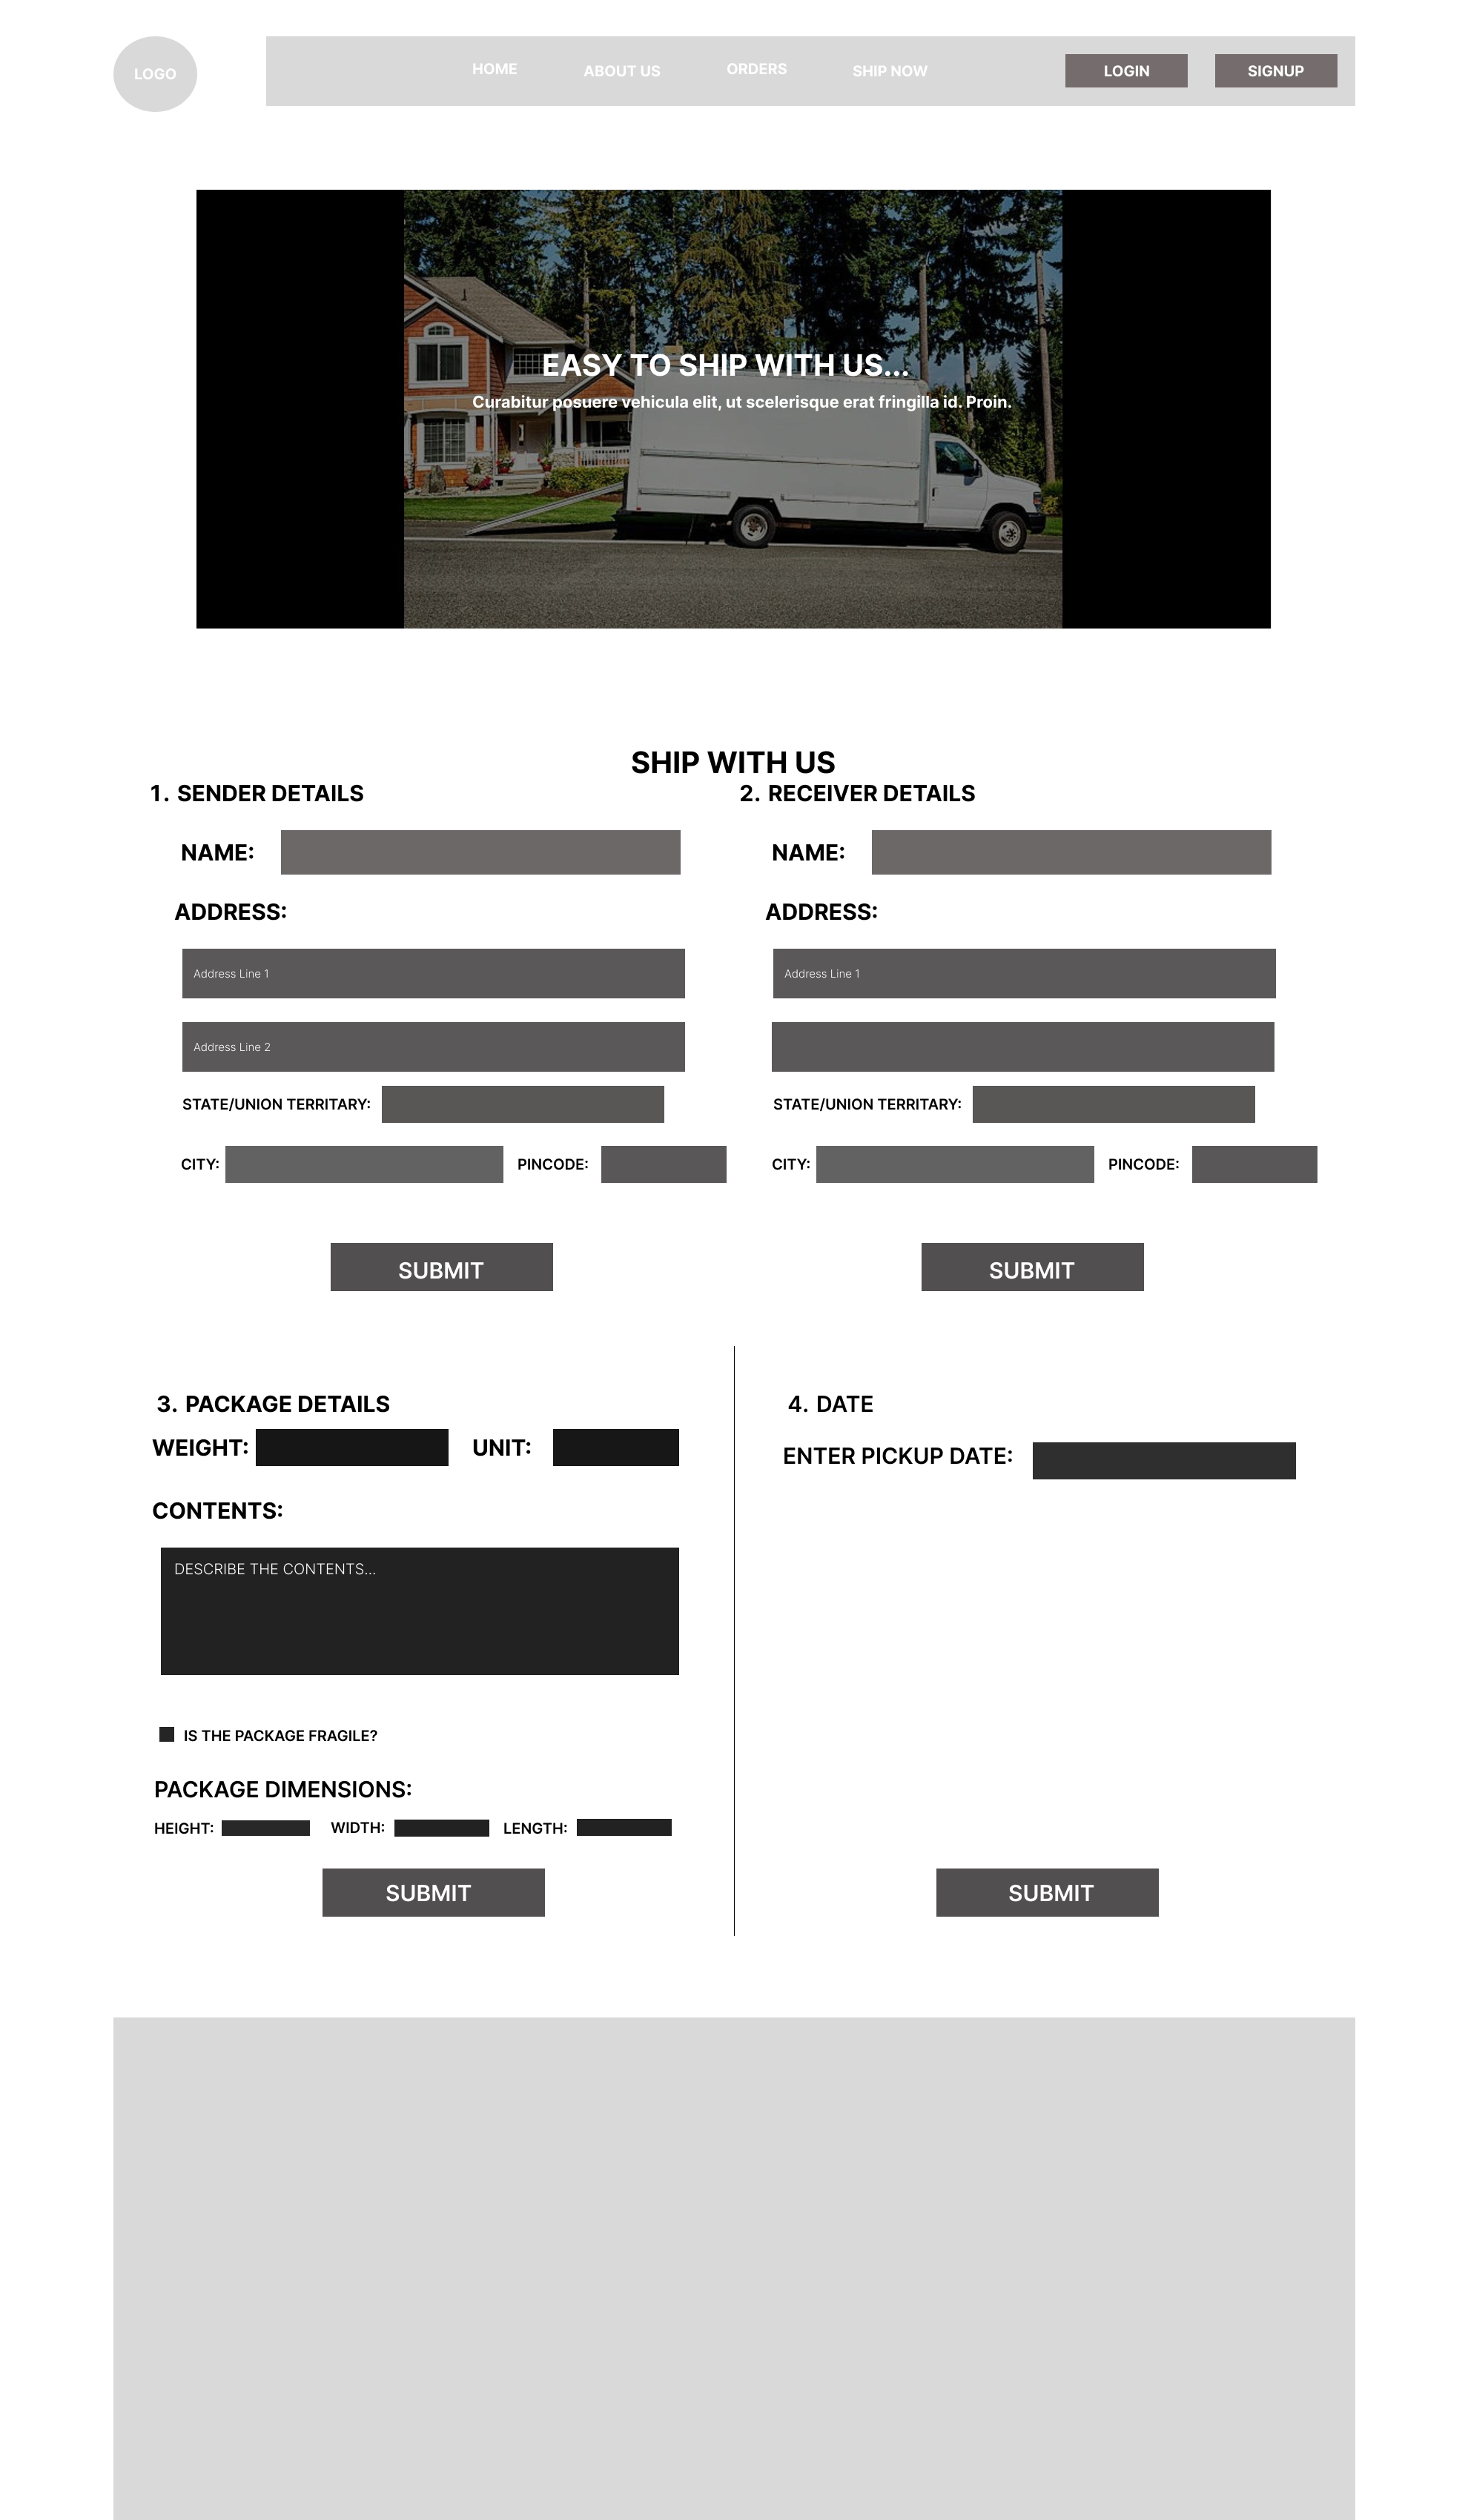 LOGO
HOME ABOUT US ORDERS SHIP NOW LOGIN SIGNUP
EASY TO SHIP WITH US...
Curabitur posuere vehicula elit, ut scelerisque erat fringilla id. Proin.
SHIP WITH US
1. SENDER DETAILS
NAME:
ADDRESS:
Address Line 1
Address Line 2
STATE/UNION TERRITARY:
CITY: PINCODE:
SUBMIT
2. RECEIVER DETAILS
NAME:
ADDRESS:
Address Line 1
STATE/UNION TERRITARY:
CITY: PINCODE:
SUBMIT
3. PACKAGE DETAILS
WEIGHT: UNIT:
CONTENTS:
DESCRIBE THE CONTENTS...
IS THE PACKAGE FRAGILE?
PACKAGE DIMENSIONS:
HEIGHT: WIDTH: LENGTH:
SUBMIT
4. DATE
ENTER PICKUP DATE:
SUBMIT